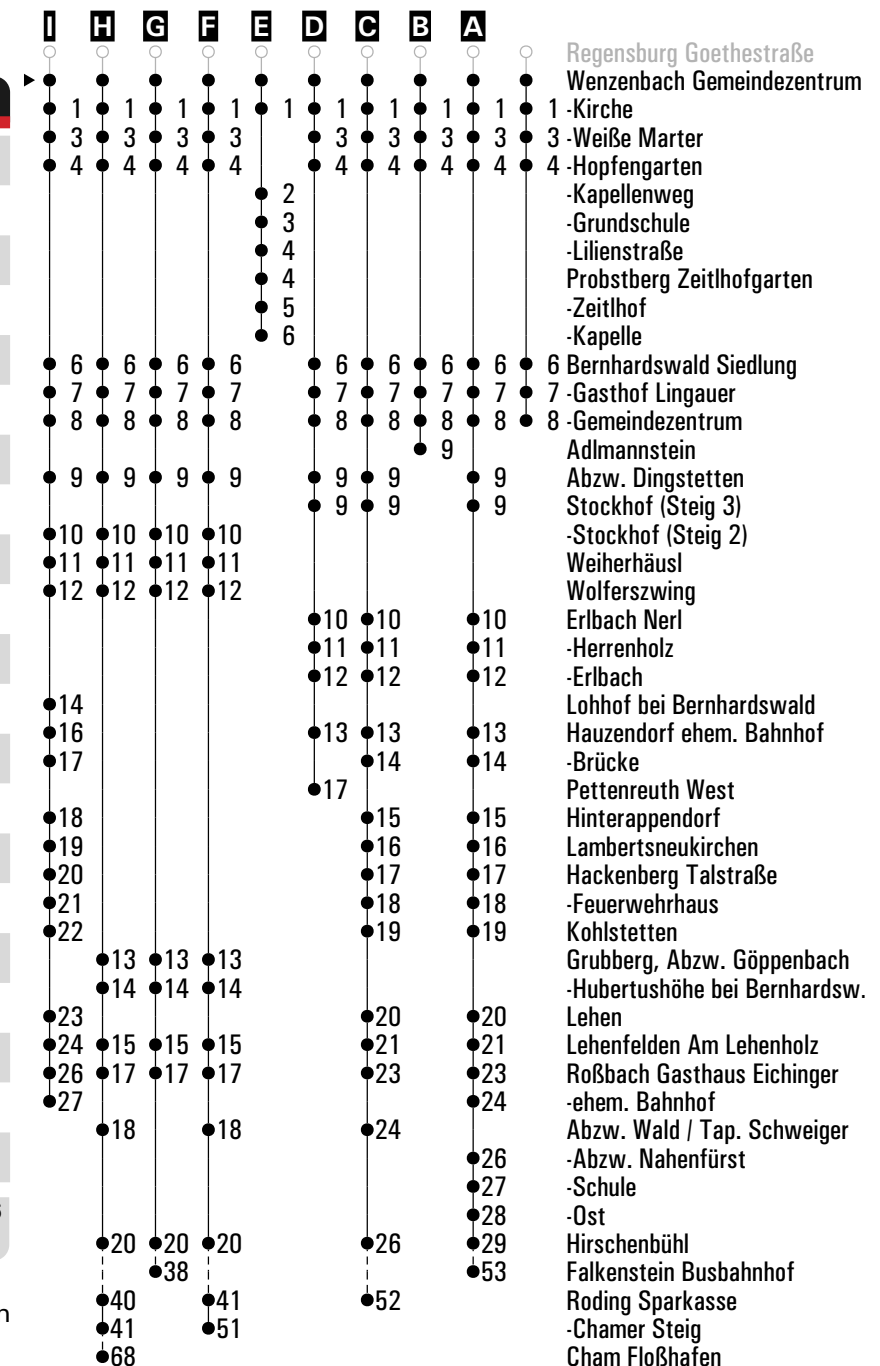 I H G F E D C B A
Regensburg Goethestraße
Wenzenbach Gemeindezentrum
1 1 1 1 1 1 1 1 1 1 -Kirche
3 3 3 3 3 3 3 3 3 -Weiße Marter
4 4 4 4 4 4 4 4 4 -Hopfengarten
2 -Kapellenweg
3 -Grundschule
4 -Lilienstraße
4 Probstberg Zeitlhofgarten
5 -Zeitlhof
6 -Kapelle
6 6 6 6 6 6 6 6 6 Bernhardswald Siedlung
7 7 7 7 7 7 7 7 7 -Gasthof Lingauer
8 8 8 8 8 8 8 8 8 -Gemeindezentrum
9 Adlmannstein
9 9 9 9 9 9 9 Abzw. Dingstetten
9 9 9 Stockhof (Steig 3)
10 10 10 10 -Stockhof (Steig 2)
11 11 11 11 Weiherhäusl
12 12 12 12 Wolferszwing
10 10 10 Erlbach Nerl
11 11 11 -Herrenholz
12 12 12 -Erlbach
14 Lohhof bei Bernhardswald
16 13 13 13 Hauzendorf ehem. Bahnhof
17 14 14 -Brücke
17 Pettenreuth West
18 15 15 Hinterappendorf
19 16 16 Lambertsneukirchen
20 17 17 Hackenberg Talstraße
21 18 18 -Feuerwehrhaus
22 19 19 Kohlstetten
13 13 13 Grubberg, Abzw. Göppenbach
14 14 14 -Hubertushöhe bei Bernhardsw.
23 20 20 Lehen
24 15 15 15 21 21 Lehenfelden Am Lehenholz
26 17 17 17 23 23 Roßbach Gasthaus Eichinger
27 24 -ehem. Bahnhof
18 18 24 Abzw. Wald / Tap. Schweiger
26 -Abzw. Nahenfürst
27 -Schule
28 -Ost
20 20 20 26 29 Hirschenbühl
38 53 Falkenstein Busbahnhof
n 40 41 52 Roding Sparkasse
41 51 -Chamer Steig
68 Cham Floßhafen